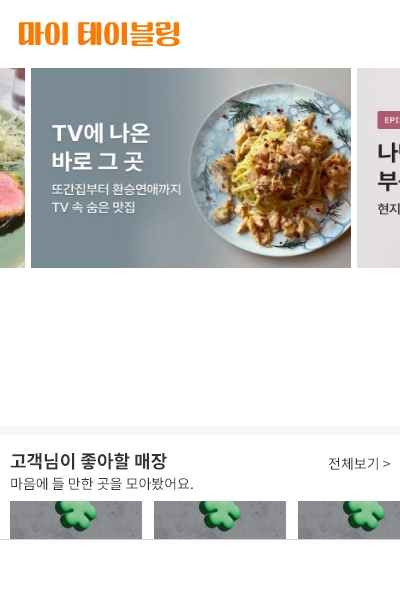 마이 테이블링
TV에 나온
바로 그 곳
또간집부터 환승연애까지
TV 속 숨은 맛집
현지
고객님이 좋아할 매장
전체보기 >
마음에 들 만한 곳을 모아봤어요.